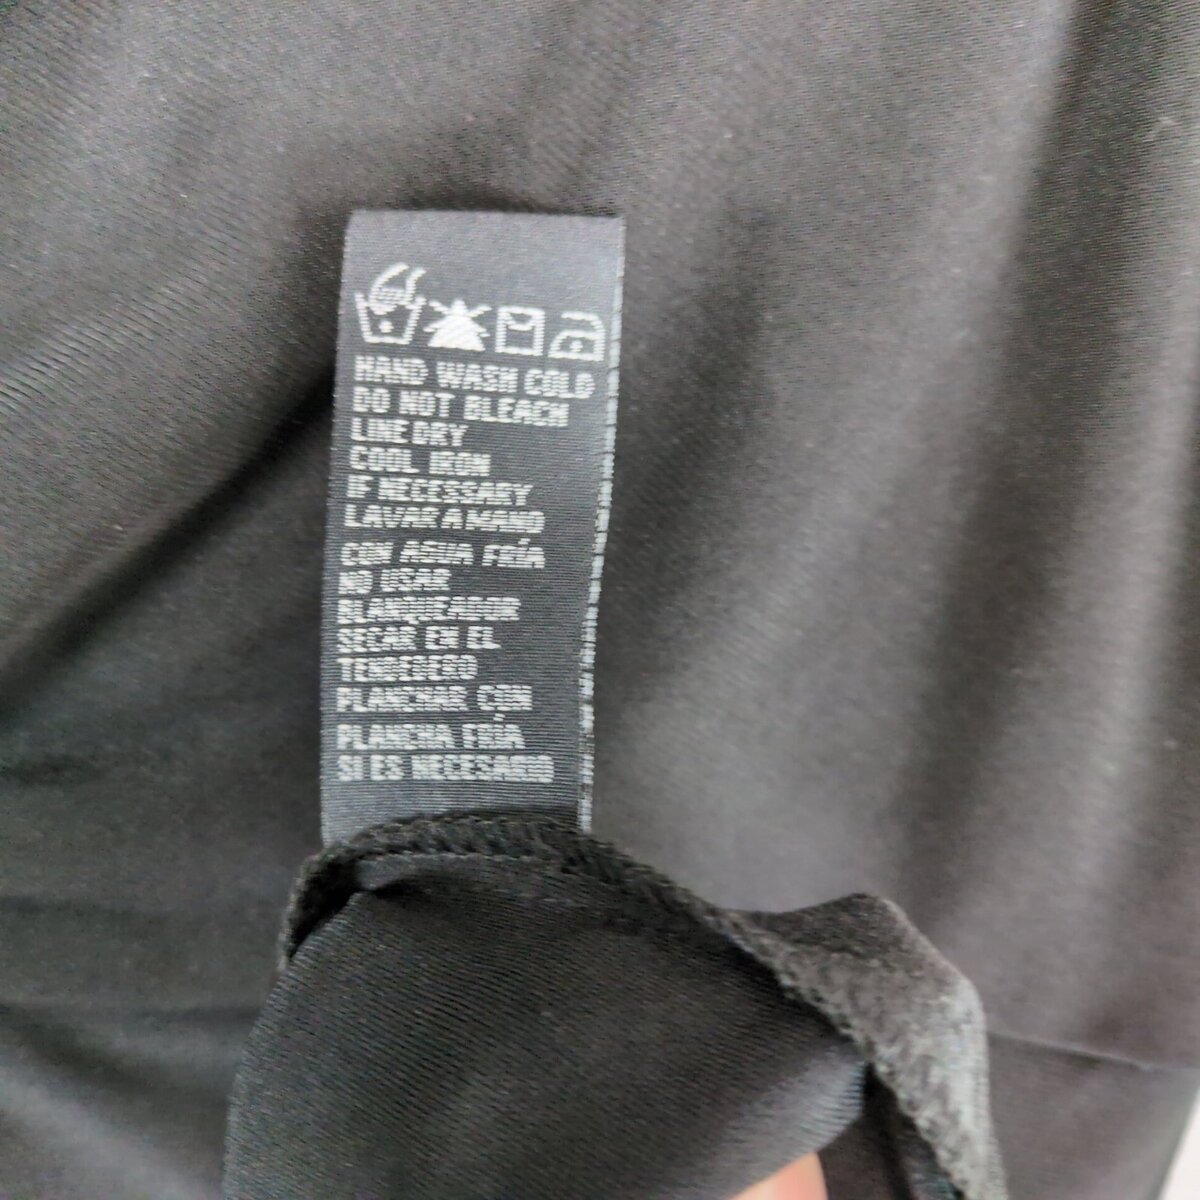 HAND WASH COLD
DO NOT BLEACH
LINE DRY
COOL IRON
IF NECESSARY
LAVAR A MANO
CON AGUA FRÍA
NO USAR
BLANQUEADOR
SECAR EN EL
TENDEDERO
PLANCHAR CON
PLANCHA FRÍA
SI ES NECESARIO